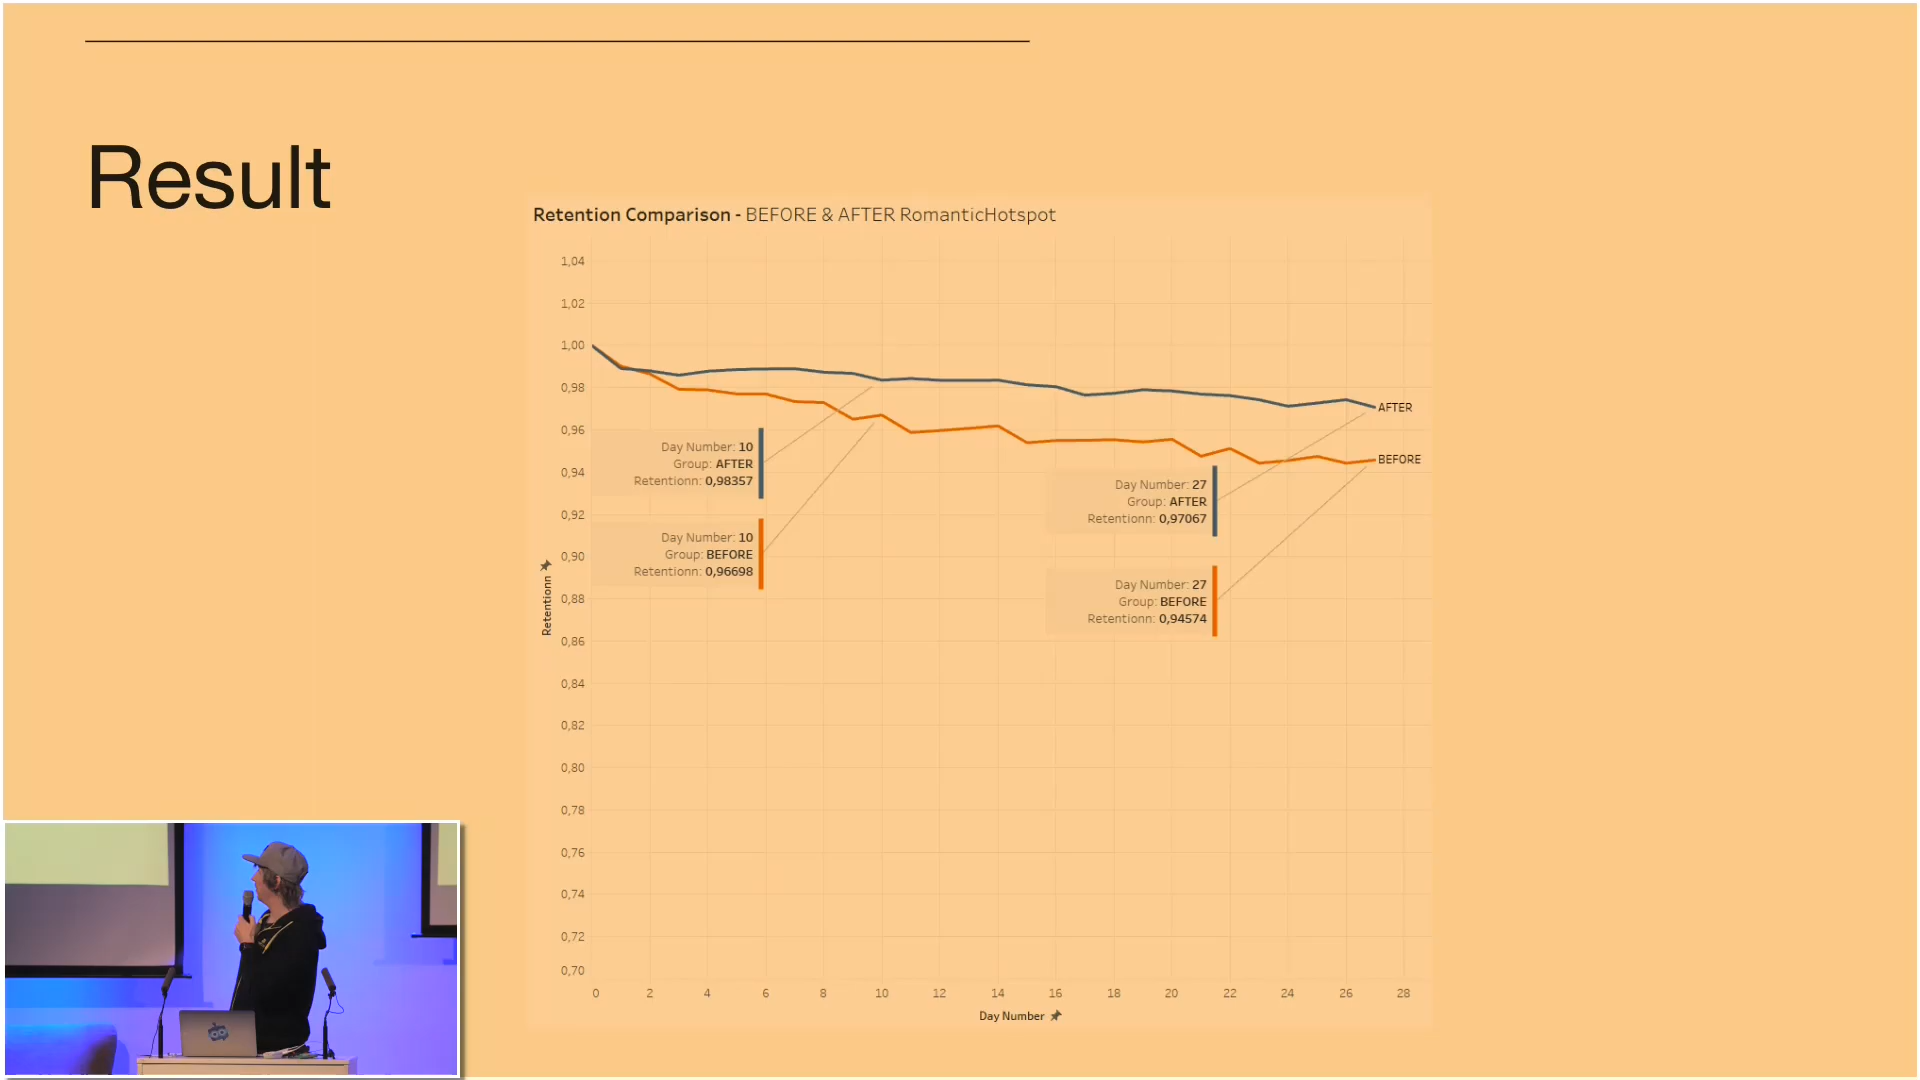 Result
Retention Comparison - BEFORE & AFTER RomanticHotspot
1,04
1,02
1,00
0,98
0,96
0,94
0,92
0,90
0,88
0,86
0,84
0,82
0,80
0,78
0,76
0,74
0,72
0,70
Retentionn
AFTER
BEFORE
Day Number: 10
Group: AFTER
Retentionn: 0,98357
Day Number: 10
Group: BEFORE
Retentionn: 0,96698
Day Number: 27
Group: AFTER
Retentionn: 0,97067
Day Number: 27
Group: BEFORE
Retentionn: 0,94574
0 2 4 6 8 10 12 14 16 18 20 22 24 26 28
Day Number